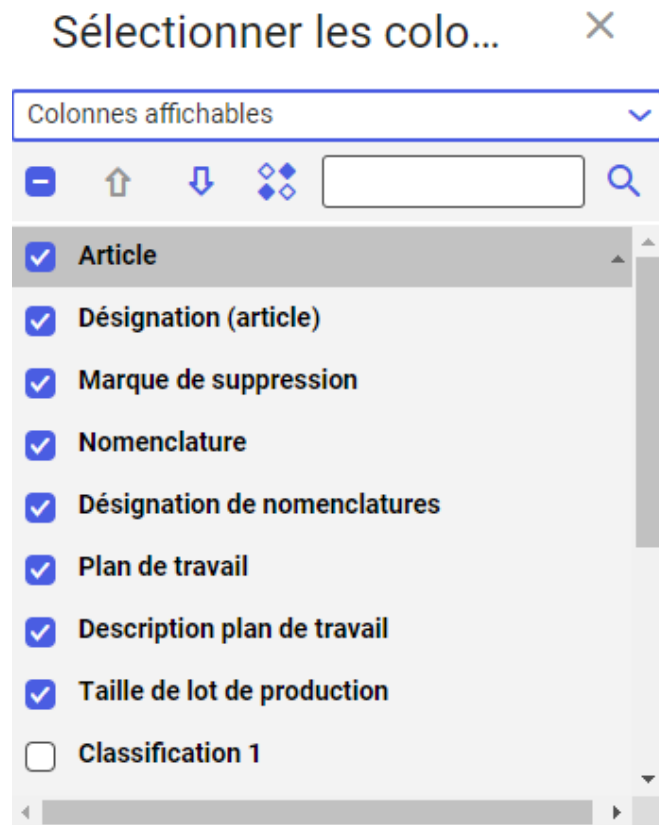 Sélectionner les colo...
Colonnes affichables
Article
Désignation (article)
Marque de suppression
Nomenclature
Désignation de nomenclatures
Plan de travail
Description plan de travail
Taille de lot de production
Classification 1